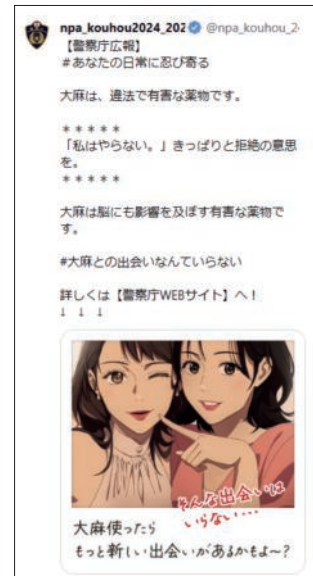 npa_kouhou2024_202 @npa_kouhou_2
【警察庁広報】
#あなたの日常に忍び寄る
大麻は、違法で有害な薬物です。
*****
「私はやらない。」きっぱりと拒絶の意思
を。
*****
大麻は脳にも影響を及ぼす有害な薬物で
す。
#大麻との出会いなんていらない
詳しくは【警察庁WEBサイト】へ！
↓ ↓ ↓
そんな出会いは
いらない...
大麻使ったら
もっと新しい出会いがあるかもよ～?